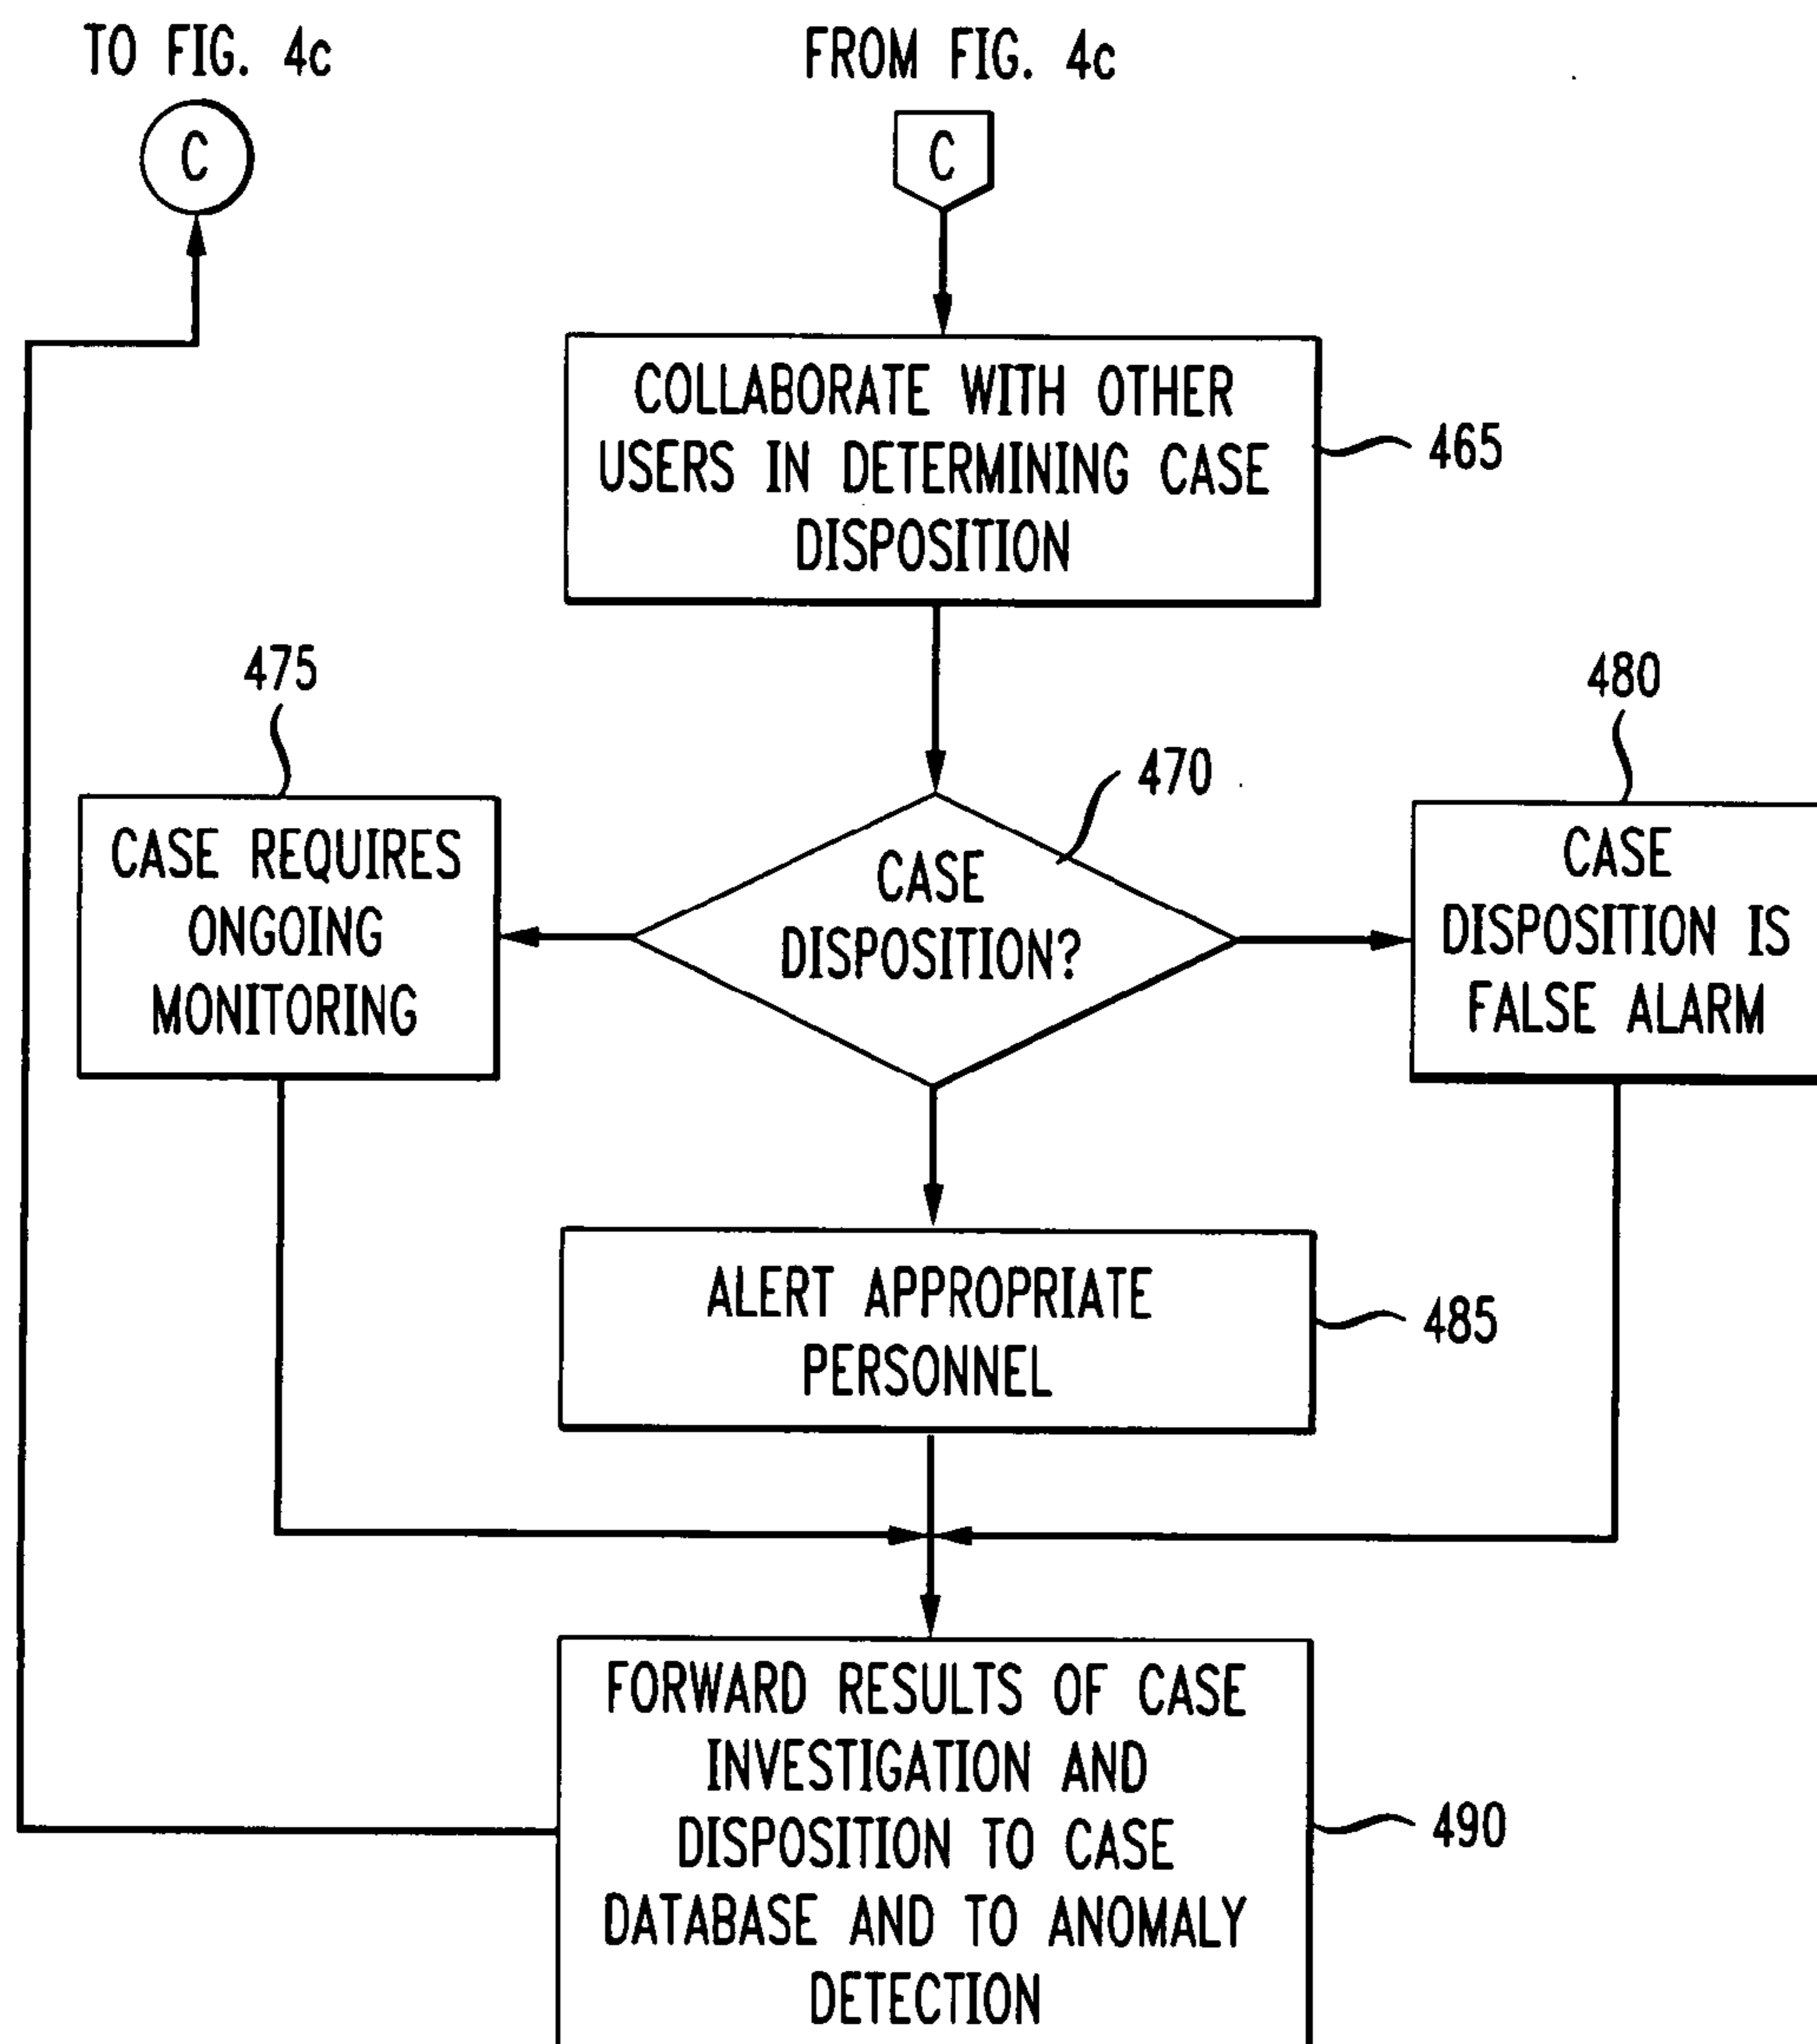 TO FIG. 4c
FROM FIG. 4c
C
C
COLLABORATE WITH OTHER
USERS IN DETERMINING CASE
DISPOSITION
465
475
480
470
CASE REQUIRES
ONGOING
MONITORING
CASE
DISPOSITION?
CASE
DISPOSITION IS
FALSE ALARM
ALERT APPROPRIATE
PERSONNEL
485
FORWARD RESULTS OF CASE
INVESTIGATION AND
DISPOSITION TO CASE
DATABASE AND TO ANOMALY
DETECTION
490